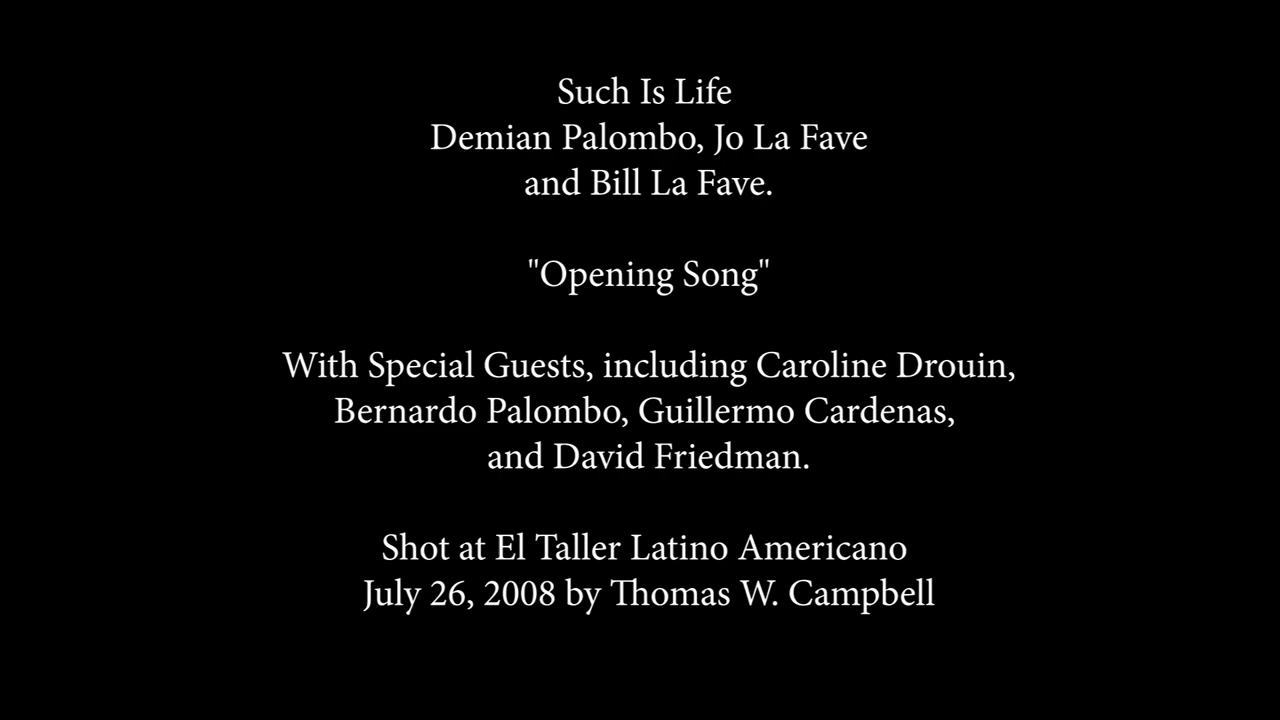 Such Is Life
Demian Palombo, Jo La Fave
and Bill La Fave.
"Opening Song"
With Special Guests, including Caroline Drouin,
Bernardo Palombo, Guillermo Cardenas,
and David Friedman.
Shot at El Taller Latino Americano
July 26, 2008 by Thomas W. Campbell